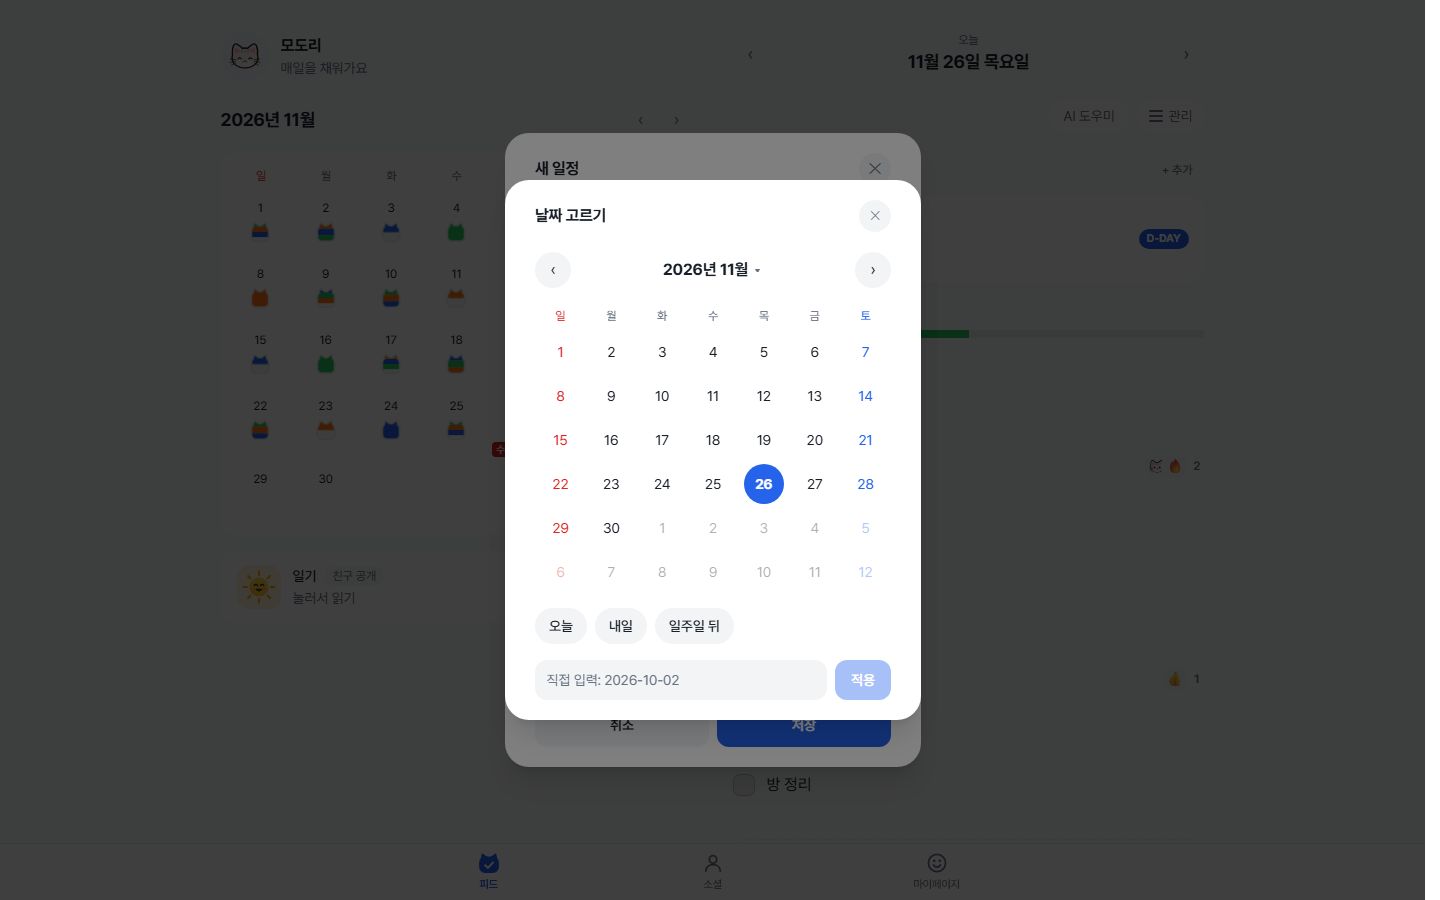 모도리
매일을 채워가요
오늘
11월 26일 목요일
2026년 11월
AI 도우미
관리
+ 추가
일 월 화 수
1 2 3 4
8 9 10 11
15 16 17 18
22 23 24 25
29 30
D-DAY
2
1
일기 친구 공개
눌러서 읽기
새 일정
날짜 고르기
2026년 11월
일 월 화 수 목 금 토
1 2 3 4 5 6 7
8 9 10 11 12 13 14
15 16 17 18 19 20 21
22 23 24 25 26 27 28
29 30 1 2 3 4 5
6 7 8 9 10 11 12
오늘 내일 일주일 뒤
직접 입력: 2026-10-02 적용
취소 저장
방 정리
피드 소셜 마이페이지